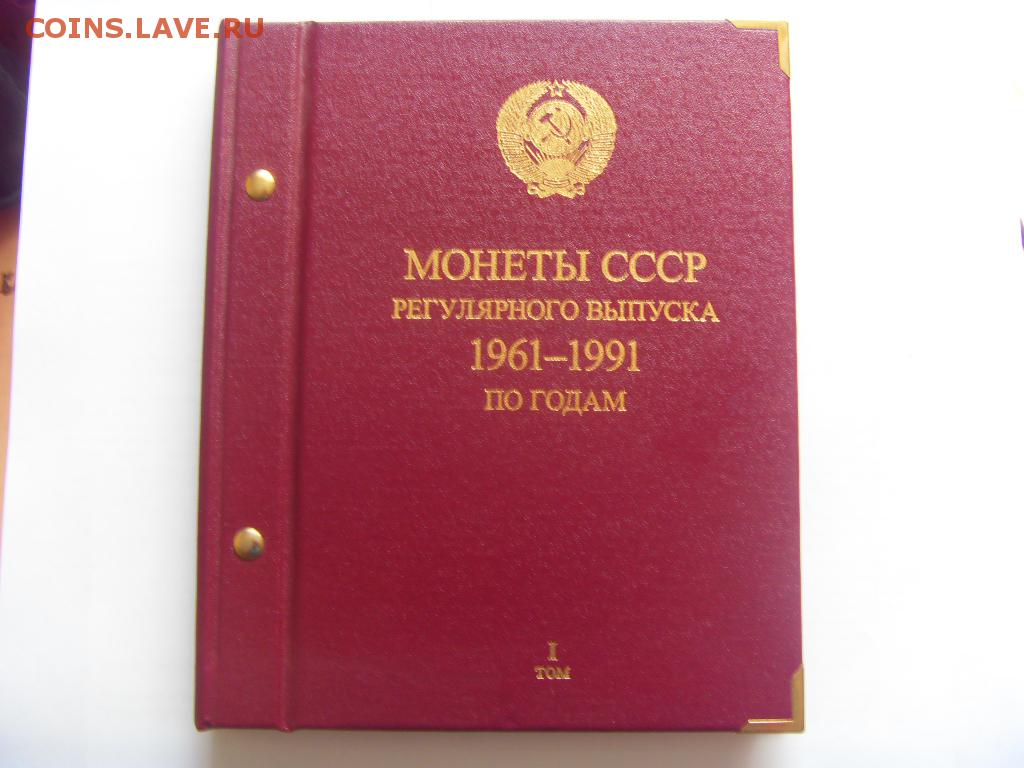 COINS.LAVE.RU
МОНЕТЫ СССР
РЕГУЛЯРНОГО ВЫПУСКА
1961–1991
ПО ГОДАМ
I
ТОМ